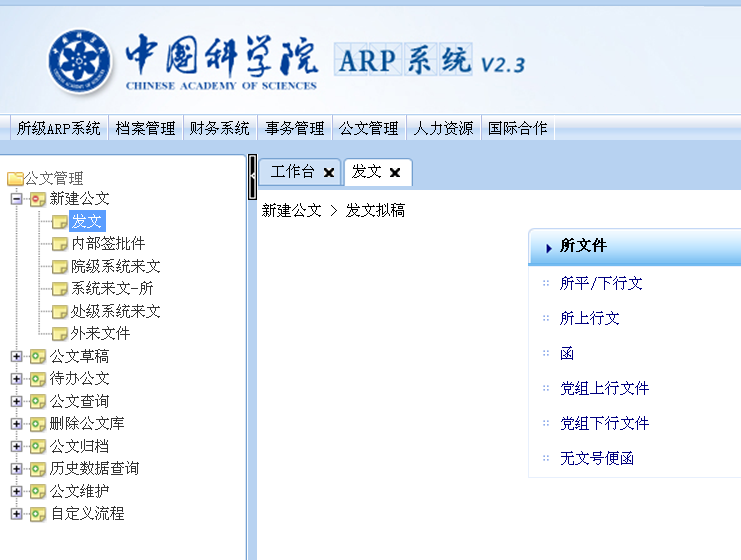 中国科学院 ARP系统 V2.3
CHINESE ACADEMY OF SCIENCES
所级ARP系统 档案管理 财务系统 事务管理 公文管理 人力资源 国际合作
公文管理
新建公文
发文
内部签批件
院级系统来文
系统来文-所
处级系统来文
外来文件
公文草稿
待办公文
公文查询
删除公文库
公文归档
历史数据查询
公文维护
自定义流程
工作台 发文
新建公文 > 发文拟稿
所文件
所平/下行文
所上行文
函
党组上行文件
党组下行文件
无文号便函